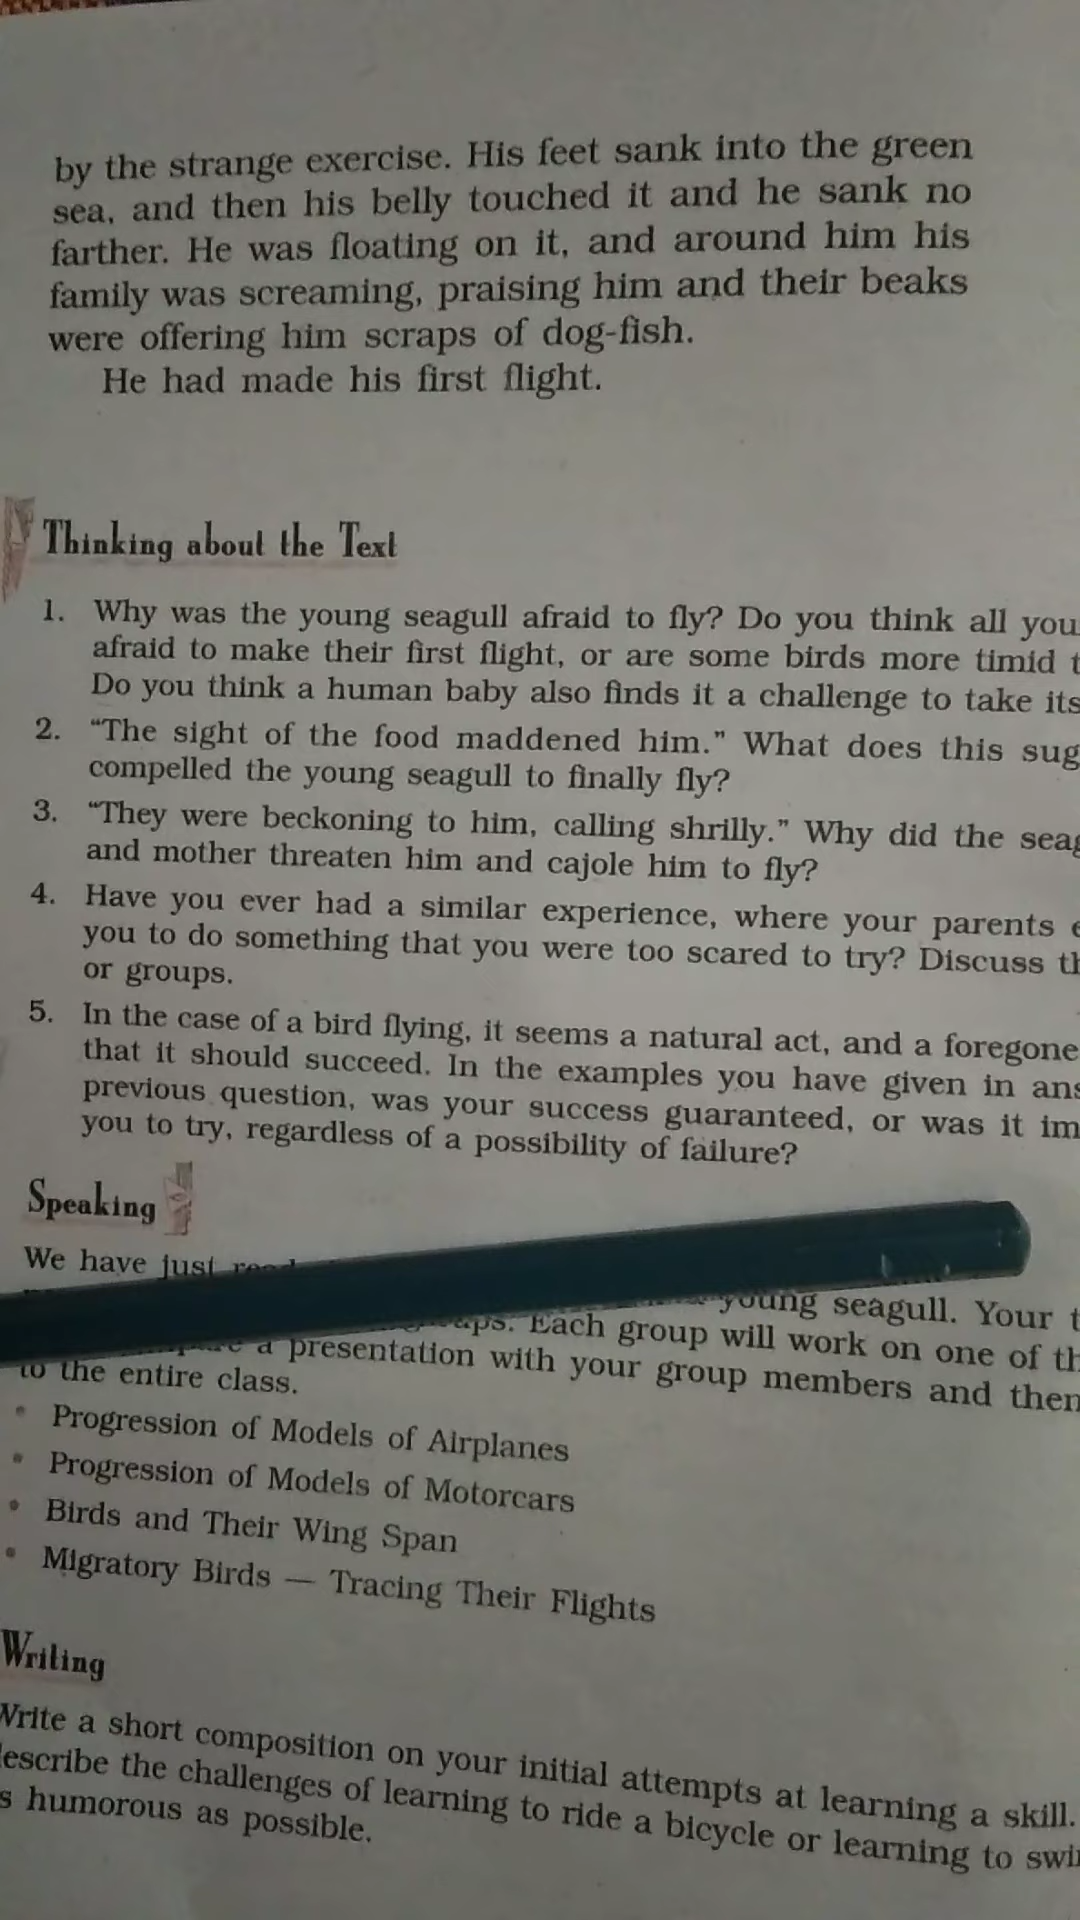 by the strange exercise. His feet sank into the green
sea, and then his belly touched it and he sank no
farther. He was floating on it, and around him his
family was screaming, praising him and their beaks
were offering him scraps of dog-fish.
He had made his first flight.
Thinking about the Text
1. Why was the young seagull afraid to fly? Do you think all you
afraid to make their first flight, or are some birds more timid t
Do you think a human baby also finds it a challenge to take its
2. “The sight of the food maddened him.” What does this sug
compelled the young seagull to finally fly?
3. “They were beckoning to him, calling shrilly.” Why did the seag
and mother threaten him and cajole him to fly?
4. Have you ever had a similar experience, where your parents e
you to do something that you were too scared to try? Discuss th
or groups.
5. In the case of a bird flying, it seems a natural act, and a foregone
that it should succeed. In the examples you have given in ans
previous question, was your success guaranteed, or was it im
you to try, regardless of a possibility of failure?
Speaking
We have just read
young seagull. Your t
Each group will work on one of th
a presentation with your group members and then
to the entire class.
• Progression of Models of Airplanes
• Progression of Models of Motorcars
• Birds and Their Wing Span
• Migratory Birds — Tracing Their Flights
Writing
Write a short composition on your initial attempts at learning a skill.
escribe the challenges of learning to ride a bicycle or learning to swi
s humorous as possible.